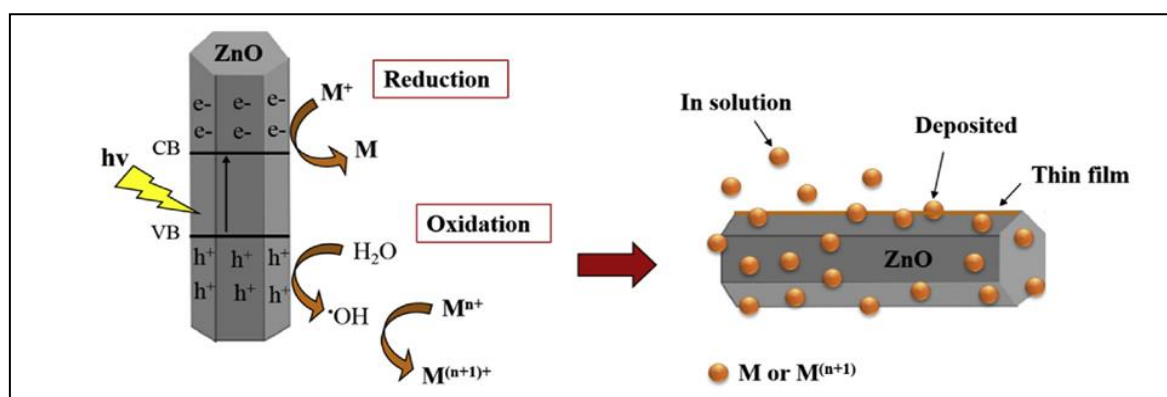 ZnO
e- e- e-
e- e- e-
CB
hv
VB
h+ h+ h+
h+ h+ h+
M+
Reduction
M
Oxidation
H2O
·OH
Mn+
M(n+1)+
In solution
Deposited
Thin film
ZnO
M or M(n+1)